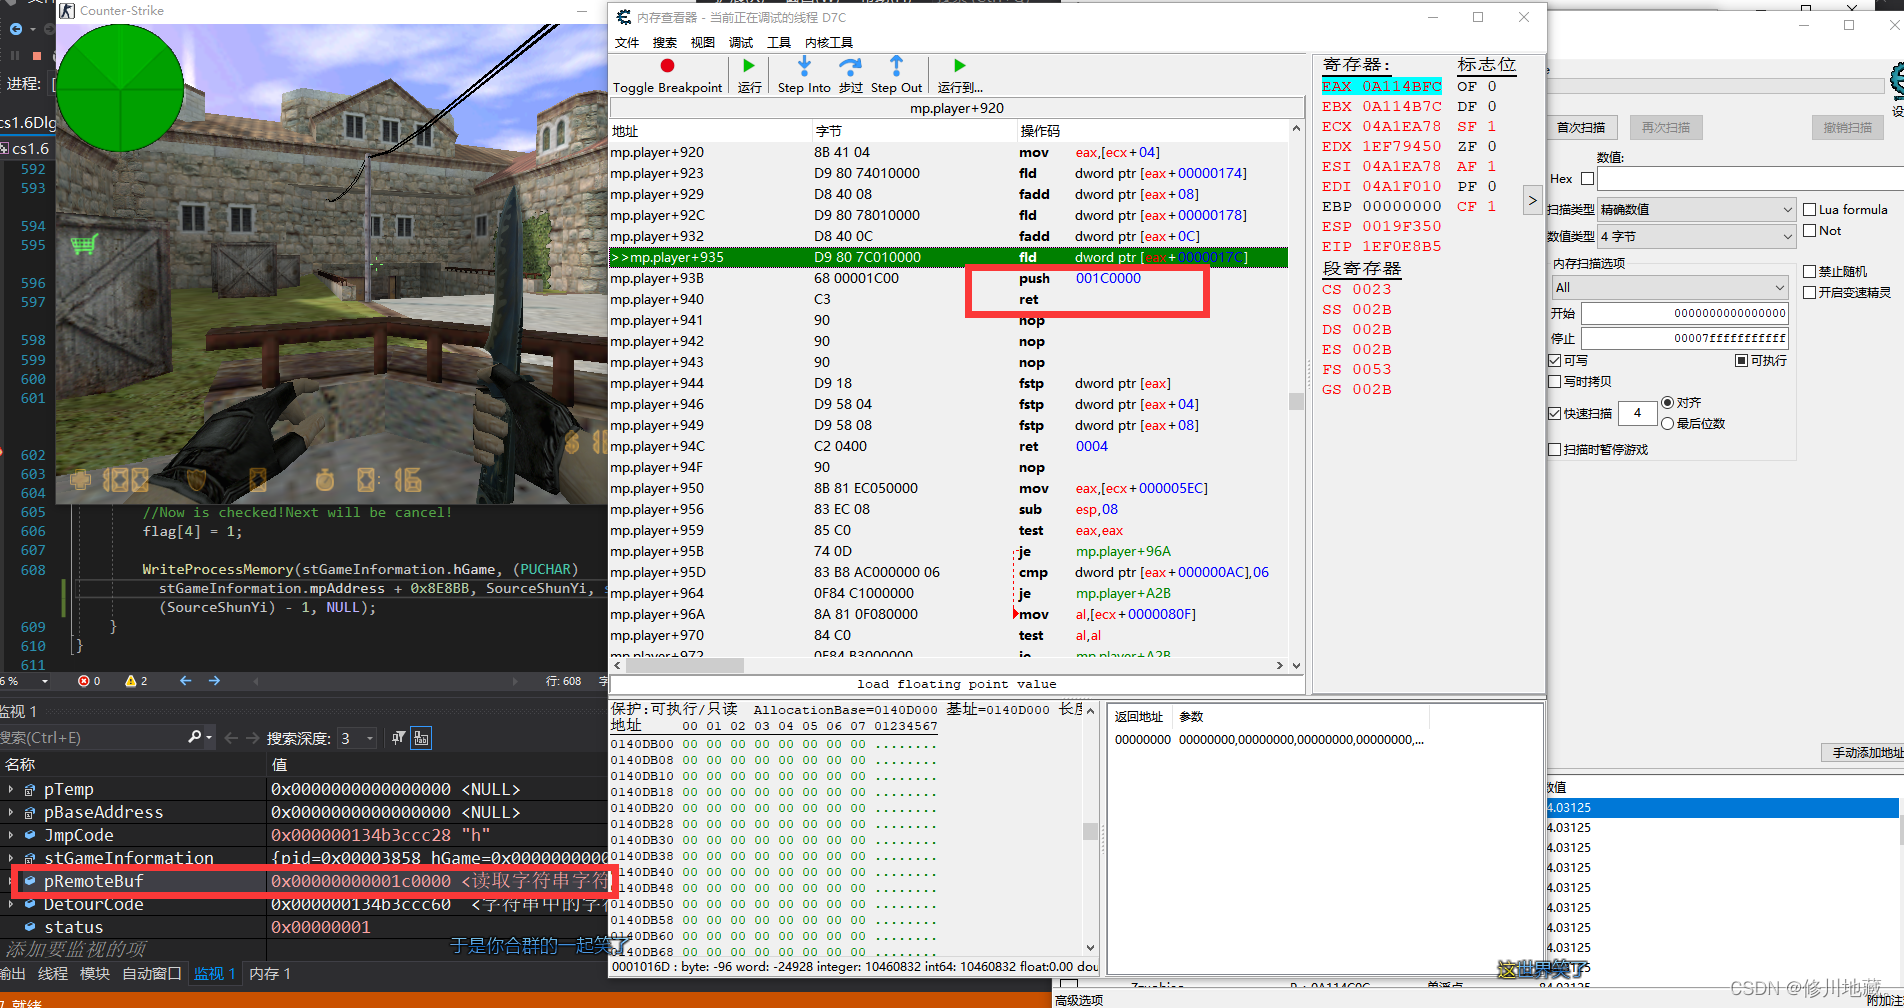 Counter-Strike
进程:
cs1.6Dlg
cs1.6
592
593
594
595
596
597
598
599
600
601
602
603
604
605
606
607
608
609
610
611
100
0
0:16
//Now is checked!Next will be cancel!
flag[4] = 1;
WriteProcessMemory(stGameInformation.hGame, (PUCHAR)
stGameInformation.mpAddress + 0x8E8BB, SourceShunYi,
(SourceShunYi) - 1, NULL);
}
}
6 %
0
2
行: 608
监视 1
搜索(Ctrl+E)
搜索深度: 3
名称 值
pTemp 0x0000000000000000 <NULL>
pBaseAddress 0x0000000000000000 <NULL>
JmpCode 0x000000134b3ccc28 "h"
stGameInformation {pid=0x00003858 hGame=0x0000000000
pRemoteBuf 0x00000000001c0000 <读取字符串字符
DetourCode 0x000000134b3ccc60 <字符串中的字符
status 0x00000001
添加要监视的项
于是你合群的一起笑了
输出 线程 模块 自动窗口 监视 1 内存 1
就绪
内存查看器 - 当前正在调试的线程 D7C
文件 搜索 视图 调试 工具 内核工具
Toggle Breakpoint 运行 Step Into 步过 Step Out 运行到...
mp.player+920
地址 字节 操作码
mp.player+920 8B 41 04 mov eax,[ecx+04]
mp.player+923 D9 80 74010000 fld dword ptr [eax+00000174]
mp.player+929 D8 40 08 fadd dword ptr [eax+08]
mp.player+92C D9 80 78010000 fld dword ptr [eax+00000178]
mp.player+932 D8 40 0C fadd dword ptr [eax+0C]
>>mp.player+935 D9 80 7C010000 fld dword ptr [eax+0000017C]
mp.player+93B 68 00001C00 push 001C0000
mp.player+940 C3 ret
mp.player+941 90 nop
mp.player+942 90 nop
mp.player+943 90 nop
mp.player+944 D9 18 fstp dword ptr [eax]
mp.player+946 D9 58 04 fstp dword ptr [eax+04]
mp.player+949 D9 58 08 fstp dword ptr [eax+08]
mp.player+94C C2 0400 ret 0004
mp.player+94F 90 nop
mp.player+950 8B 81 EC050000 mov eax,[ecx+000005EC]
mp.player+956 83 EC 08 sub esp,08
mp.player+959 85 C0 test eax,eax
mp.player+95B 74 0D je mp.player+96A
mp.player+95D 83 B8 AC000000 06 cmp dword ptr [eax+000000AC],06
mp.player+964 0F84 C1000000 je mp.player+A2B
mp.player+96A 8A 81 0F080000 mov al,[ecx+0000080F]
mp.player+970 84 C0 test al,al
mp.player+972 0F84 B3000000 je mp.player+A2B
load floating point value
寄存器: 标志位
EAX 0A114BFC OF 0
EBX 0A114B7C DF 0
ECX 04A1EA78 SF 1
EDX 1EF79450 ZF 0
ESI 04A1EA78 AF 1
EDI 04A1F010 PF 0
EBP 00000000 CF 1
ESP 0019F350
EIP 1EF0E8B5
段寄存器
CS 0023
SS 002B
DS 002B
ES 002B
FS 0053
GS 002B
>
保护:可执行/只读 AllocationBase=0140D000 基址=0140D000
地址 00 01 02 03 04 05 06 07 01234567
0140DB00 00 00 00 00 00 00 00 00 ........
0140DB08 00 00 00 00 00 00 00 00 ........
0140DB10 00 00 00 00 00 00 00 00 ........
0140DB18 00 00 00 00 00 00 00 00 ........
0140DB20 00 00 00 00 00 00 00 00 ........
0140DB28 00 00 00 00 00 00 00 00 ........
0140DB30 00 00 00 00 00 00 00 00 ........
0140DB38 00 00 00 00 00 00 00 00 ........
0140DB40 00 00 00 00 00 00 00 00 ........
0140DB48 00 00 00 00 00 00 00 00 ........
0140DB50 00 00 00 00 00 00 00 00 ........
0140DB58 00 00 00 00 00 00 00 00 ........
0140DB60 00 00 00 00 00 00 00 00 ........
0140DB68 00 00 00 00 00 00 00 00 ........
0001016D : byte: -96 word: -24928 integer: 10460832 int64: 10460832 float:0.00 dou
返回地址 参数
00000000 00000000,00000000,00000000,00000000,...
这世界笑了
首次扫描 再次扫描 撤销扫描
数值:
Hex
扫描类型 精确数值 Lua formula
数值类型 4 字节 Not
内存扫描选项
All
禁止随机
开启变速精灵
开始 0000000000000000
停止 00007fffffffffff
可写 可执行
写时拷贝
快速扫描 4 对齐
最后位数
扫描时暂停游戏
手动添加地址
数值
4.03125
4.03125
4.03125
4.03125
4.03125
4.03125
4.03125
4.03125
高级选项
附加注
CSDN @修川地藏